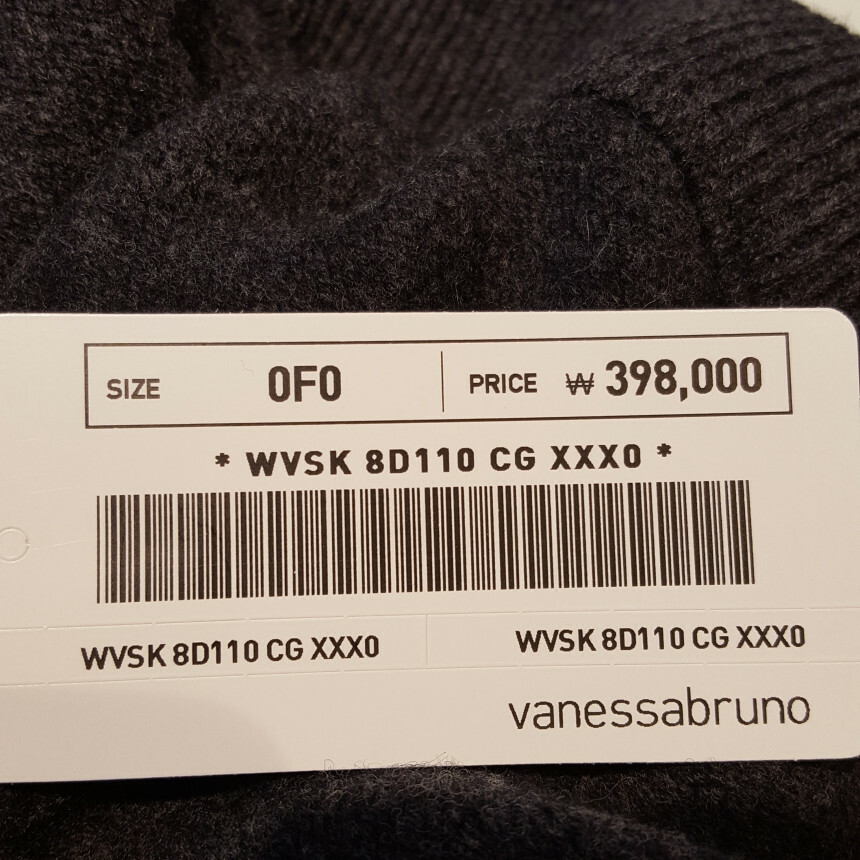 SIZE 0F0 PRICE ₩ 398,000
* WVSK 8D110 CG XXX0 *
WVSK 8D110 CG XXX0 WVSK 8D110 CG XXX0
vanessabruno